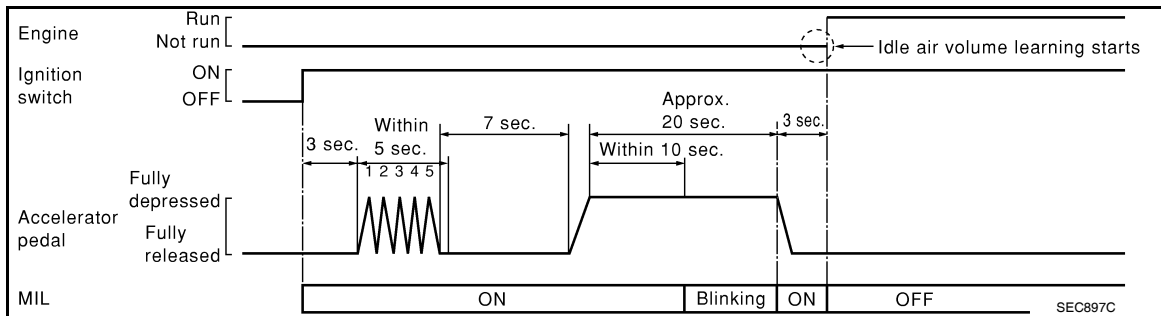 Engine
Run
Not run
Idle air volume learning starts
Ignition
switch
ON
OFF
3 sec.
Within
5 sec.
1 2 3 4 5
7 sec.
Approx.
20 sec.
Within 10 sec.
3 sec.
Accelerator
pedal
Fully
depressed
Fully
released
MIL
ON
Blinking
ON
OFF
SEC897C